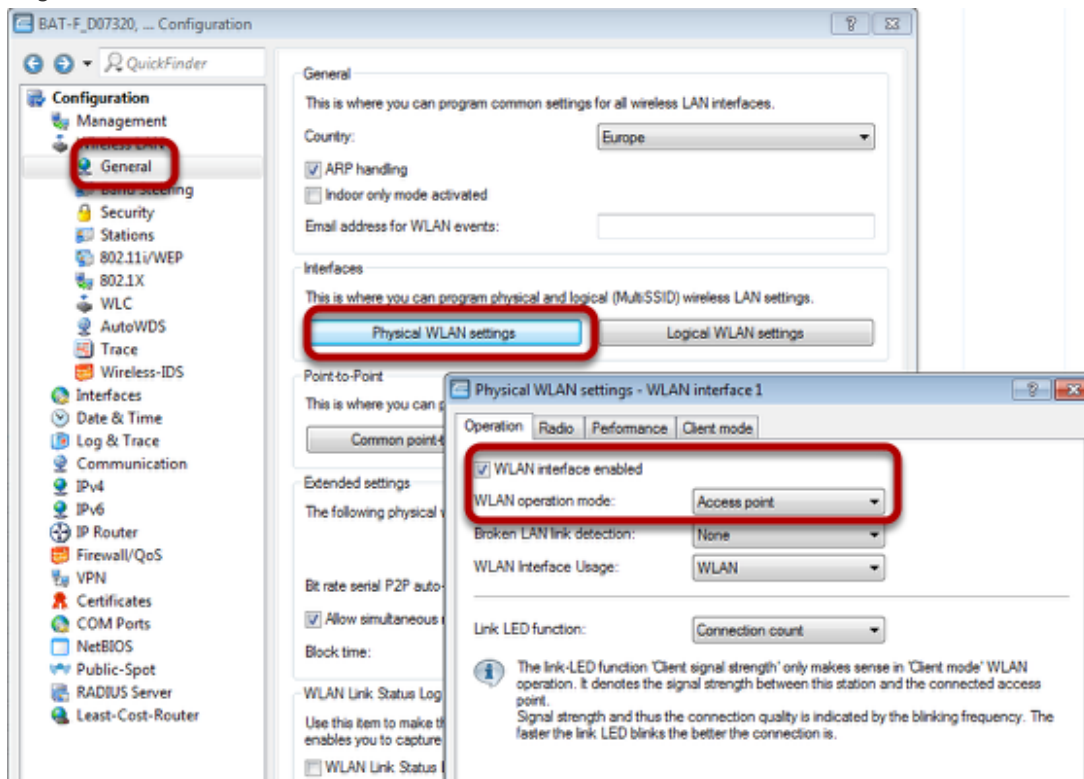 BAT-F_D07320, ... Configuration
QuickFinder
Configuration
Management
Wireless LAN
General
Band Steering
Security
Stations
802.11i/WEP
802.1X
WLC
AutoWDS
Trace
Wireless-IDS
Interfaces
Date & Time
Log & Trace
Communication
IPv4
IPv6
IP Router
Firewall/QoS
VPN
Certificates
COM Ports
NetBIOS
Public-Spot
RADIUS Server
Least-Cost-Router
General
This is where you can program common settings for all wireless LAN interfaces.
Country: Europe
ARP handling
Indoor only mode activated
Email address for WLAN events:
Interfaces
This is where you can program physical and logical (MultiSSID) wireless LAN settings.
Physical WLAN settings Logical WLAN settings
Point-to-Point
This is where you can
Common
Extended settings
The following physical
Bit rate serial P2P auto-
Allow simultaneous
Block time:
WLAN Link Status Log
Use this item to make
enables you to capture
WLAN Link Status
Physical WLAN settings - WLAN interface 1
Operation Radio Performance Client mode
WLAN interface enabled
WLAN operation mode: Access point
Broken LAN link detection: None
WLAN Interface Usage: WLAN
Link LED function: Connection count
The link-LED function 'Client signal strength' only makes sense in 'Client mode' WLAN
operation. It denotes the signal strength between this station and the connected access
point.
Signal strength and thus the connection quality is indicated by the blinking frequency. The
faster the link LED blinks the better the connection is.